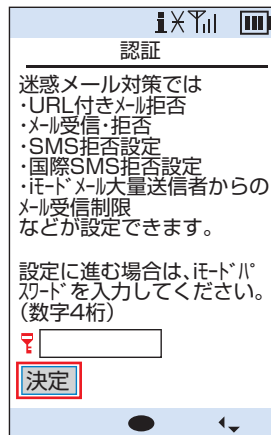 認証
迷惑メール対策では
・URL付きメール拒否
・メール受信・拒否
・SMS拒否設定
・国際SMS拒否設定
・iモードメール大量送信者からの
メール受信制限
などが設定できます。
設定に進む場合は、iモードパ
スワードを入力してください。
(数字4桁)
決定